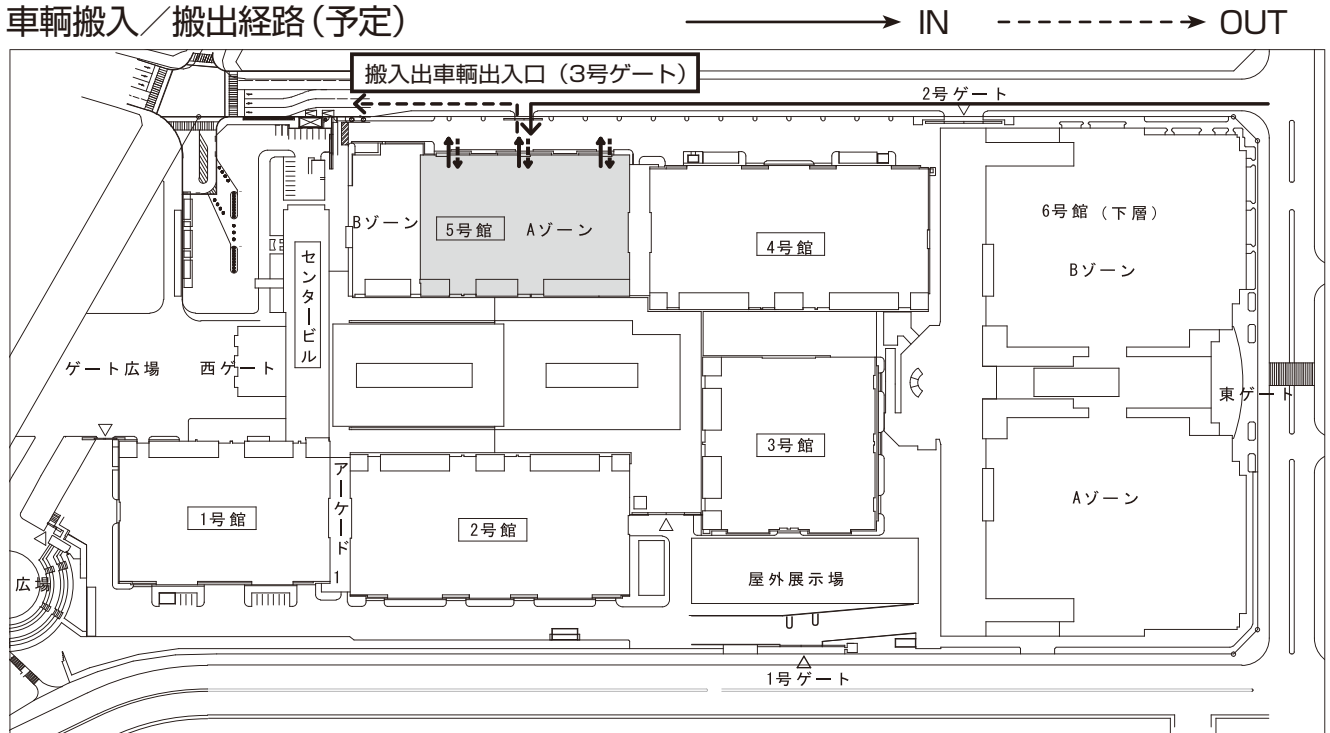 車輌搬入／搬出経路（予定）
IN
OUT
搬入出車輌出入口（3号ゲート）
2号ゲート
Bゾーン
5号館
Aゾーン
4号館
6号館（下層）
Bゾーン
センタービル
ゲート広場
西ゲート
東ゲート
3号館
Aゾーン
アーケード1
1号館
2号館
広場
屋外展示場
1号ゲート